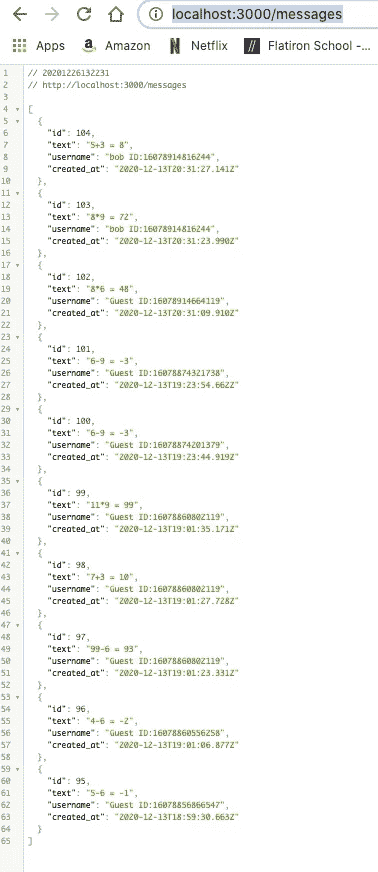 localhost:3000/messages
Apps Amazon Netflix Flatiron School -...
1 // 20201226132231
2 // http://localhost:3000/messages
3
4 [
5 {
6 "id": 104,
7 "text": "5+3 = 8",
8 "username": "bob ID:16078914816244",
9 "created_at": "2020-12-13T20:31:27.141Z"
10 },
11 {
12 "id": 103,
13 "text": "8*9 = 72",
14 "username": "bob ID:16078914816244",
15 "created_at": "2020-12-13T20:31:23.990Z"
16 },
17 {
18 "id": 102,
19 "text": "8*6 = 48",
20 "username": "Guest ID:16078914664119",
21 "created_at": "2020-12-13T20:31:09.910Z"
22 },
23 {
24 "id": 101,
25 "text": "6-9 = -3",
26 "username": "Guest ID:16078874321738",
27 "created_at": "2020-12-13T19:23:54.662Z"
28 },
29 {
30 "id": 100,
31 "text": "6-9 = -3",
32 "username": "Guest ID:16078874201379",
33 "created_at": "2020-12-13T19:23:44.919Z"
34 },
35 {
36 "id": 99,
37 "text": "11*9 = 99",
38 "username": "Guest ID:16078860802119",
39 "created_at": "2020-12-13T19:01:35.171Z"
40 },
41 {
42 "id": 98,
43 "text": "7+3 = 10",
44 "username": "Guest ID:16078860802119",
45 "created_at": "2020-12-13T19:01:27.728Z"
46 },
47 {
48 "id": 97,
49 "text": "99-6 = 93",
50 "username": "Guest ID:16078860802119",
51 "created_at": "2020-12-13T19:01:23.331Z"
52 },
53 {
54 "id": 96,
55 "text": "4-6 = -2",
56 "username": "Guest ID:16078860556258",
57 "created_at": "2020-12-13T19:01:06.877Z"
58 },
59 {
60 "id": 95,
61 "text": "5-6 = -1",
62 "username": "Guest ID:16078856866547",
63 "created_at": "2020-12-13T18:59:30.663Z"
64 }
65 ]